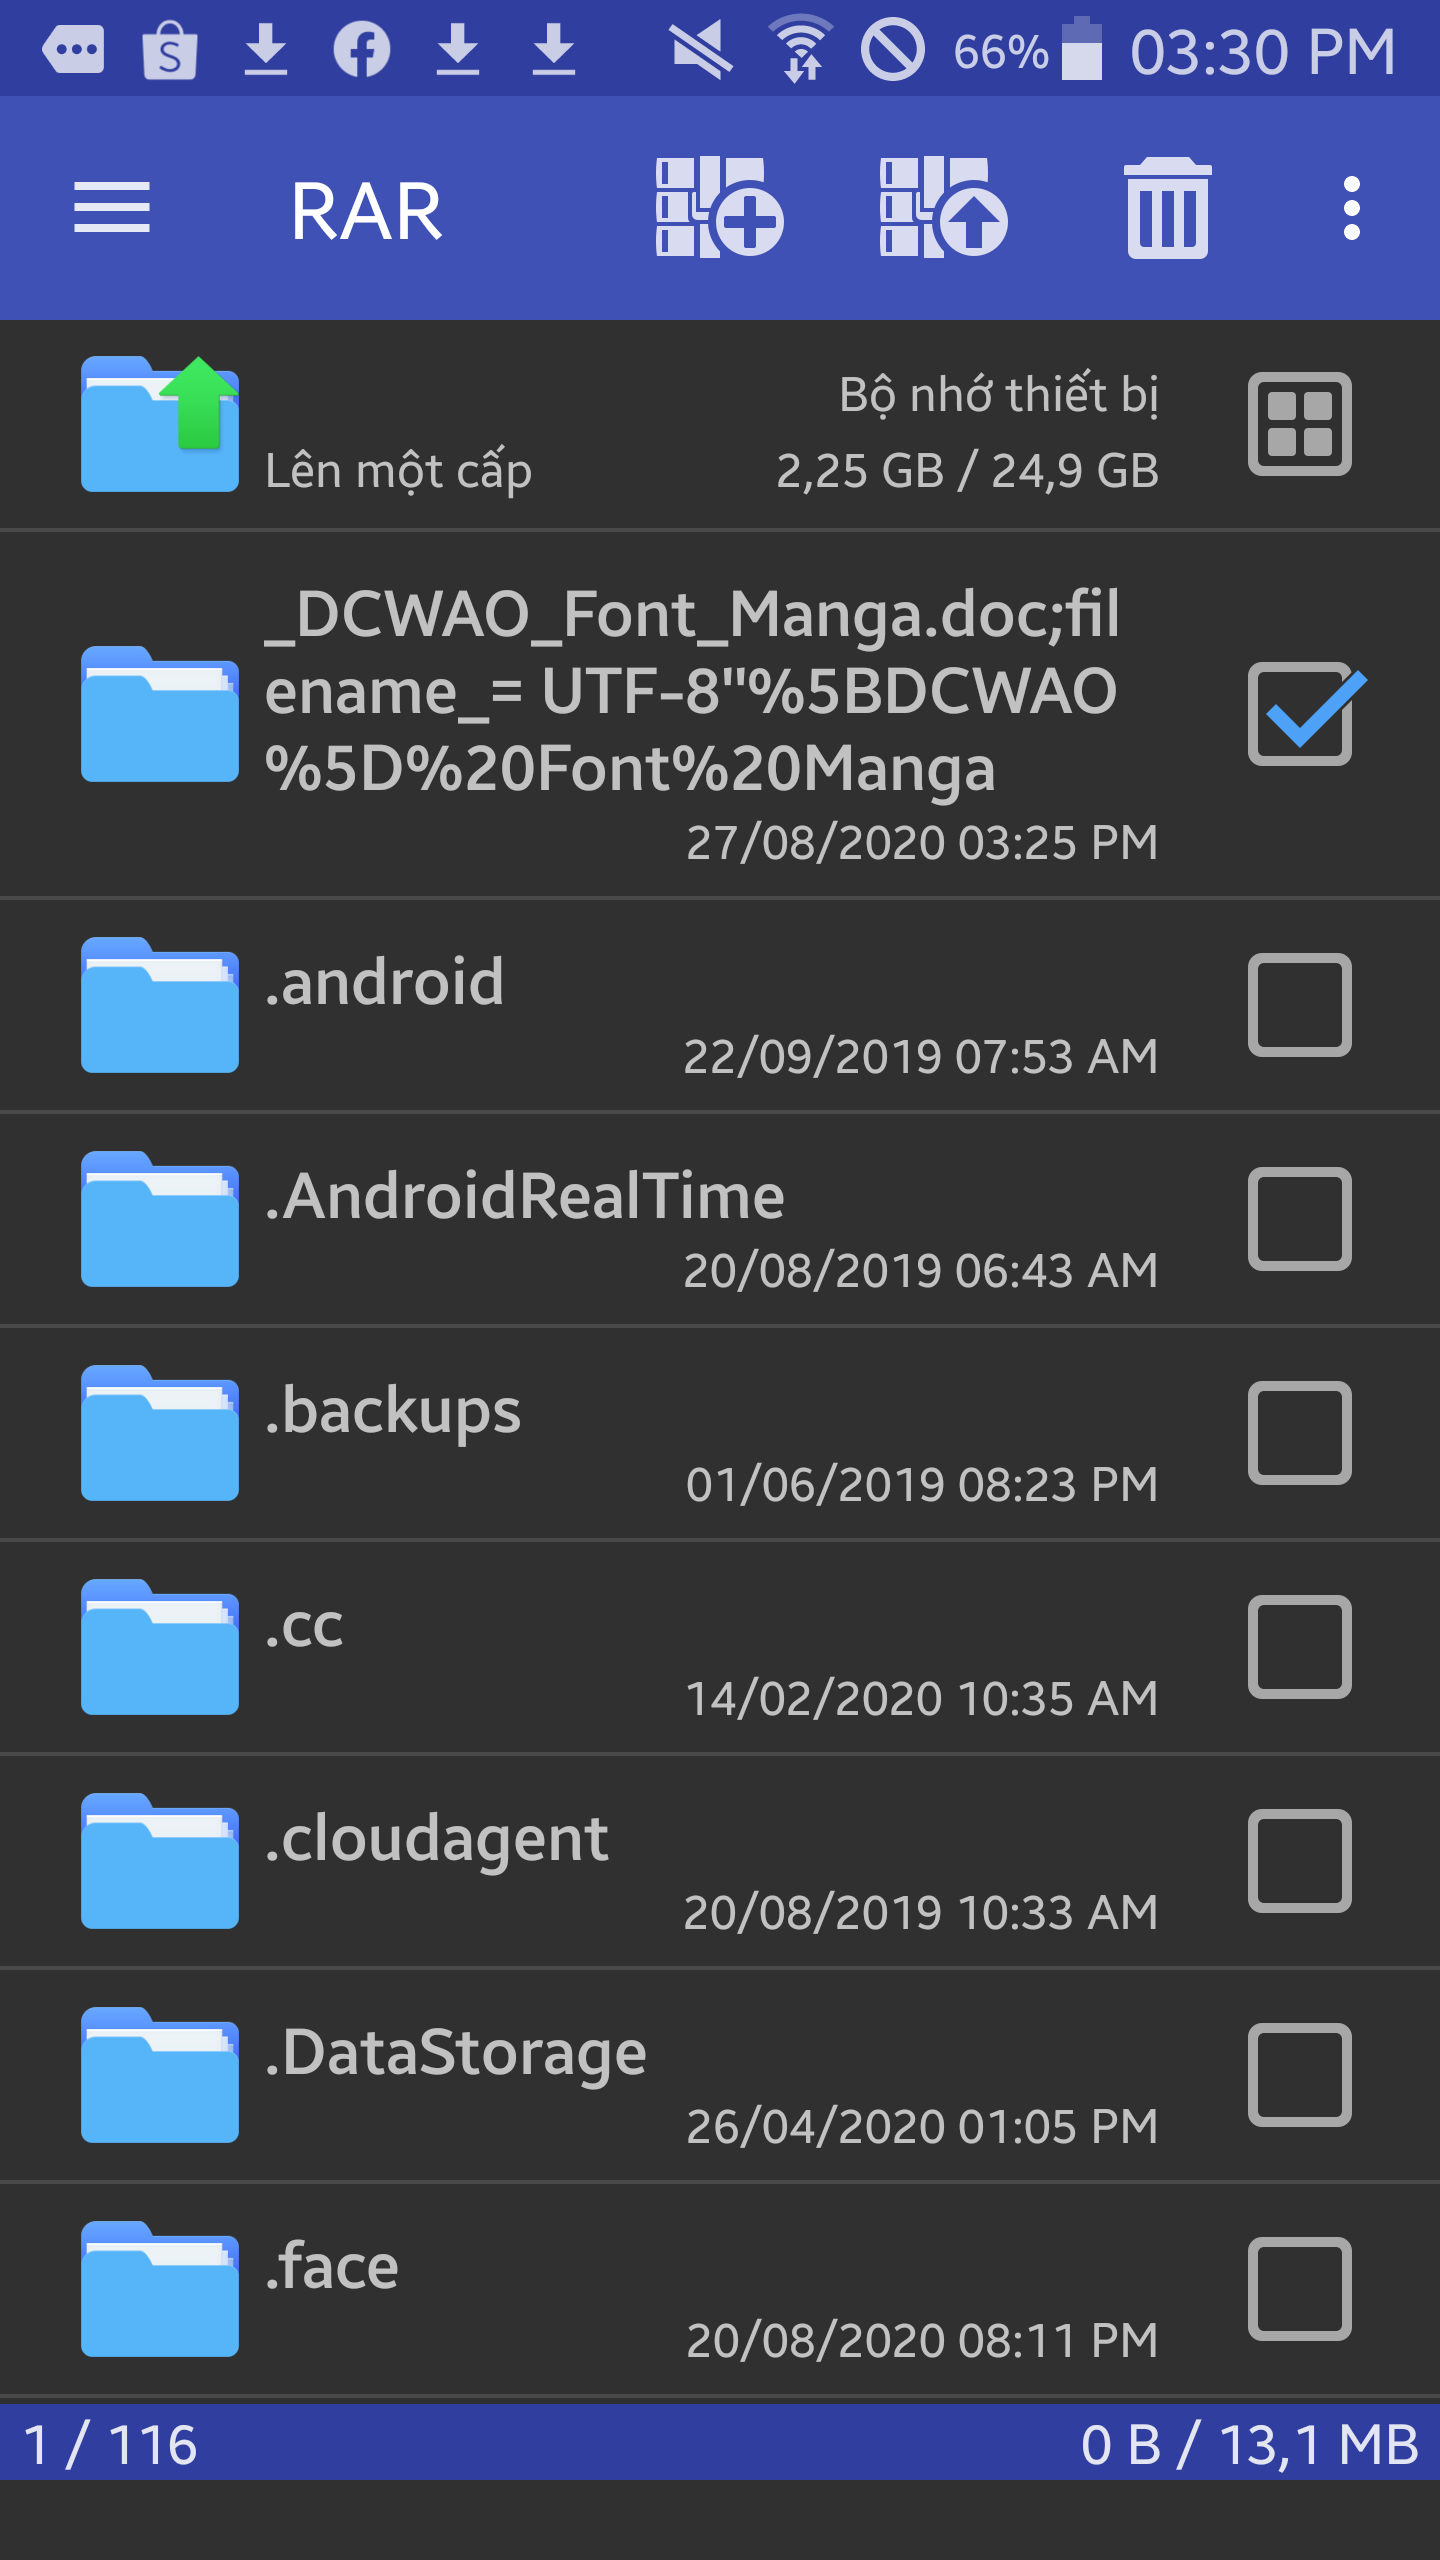 66% 03:30 PM
RAR
Bộ nhớ thiết bị
Lên một cấp 2,25 GB / 24,9 GB
_DCWAO_Font_Manga.doc;fil
ename_= UTF-8''%5BDCWAO
%5D%20Font%20Manga
27/08/2020 03:25 PM
.android
22/09/2019 07:53 AM
.AndroidRealTime
20/08/2019 06:43 AM
.backups
01/06/2019 08:23 PM
.cc
14/02/2020 10:35 AM
.cloudagent
20/08/2019 10:33 AM
.DataStorage
26/04/2020 01:05 PM
.face
20/08/2020 08:11 PM
1 / 116 0 B / 13,1 MB